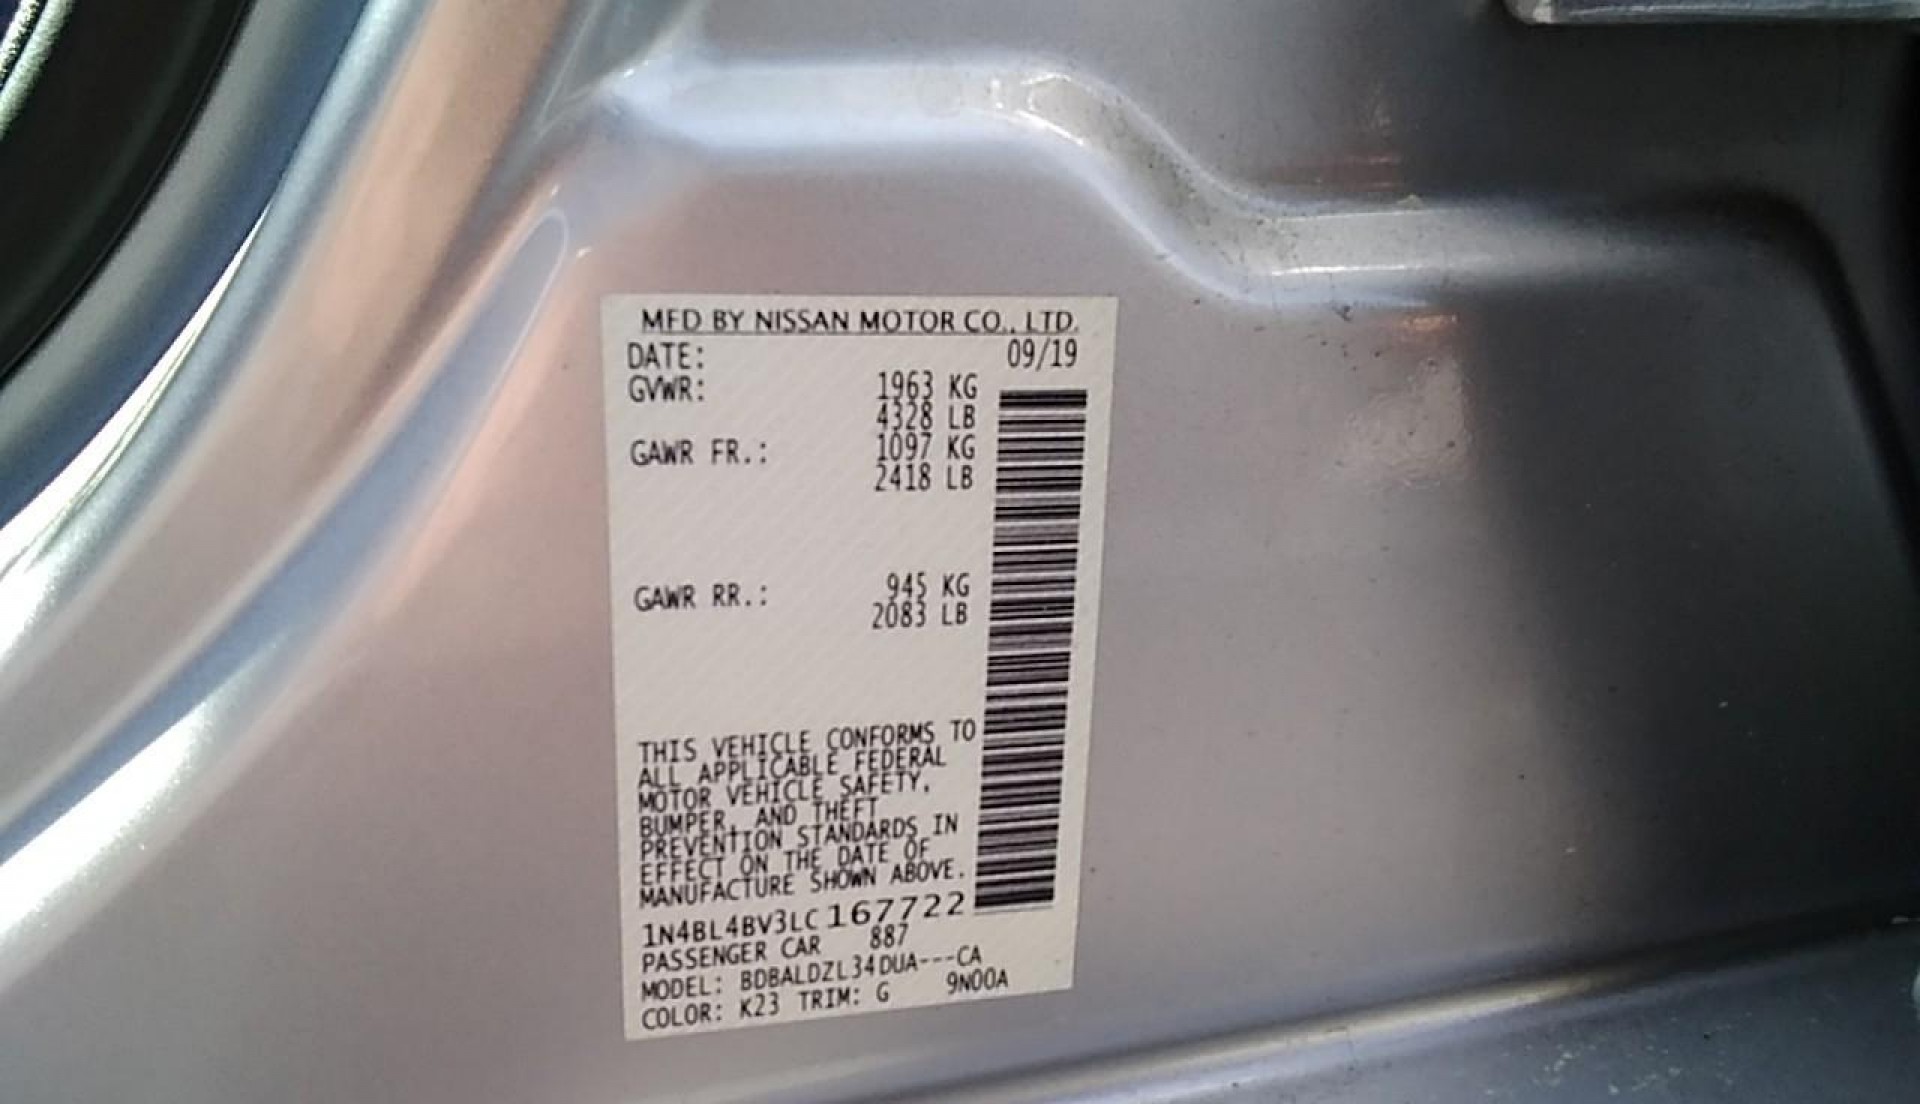 MFD BY NISSAN MOTOR CO., LTD.
DATE: 09/19
GVWR: 1963 KG
4328 LB
GAWR FR.: 1097 KG
2418 LB
GAWR RR.: 945 KG
2083 LB
THIS VEHICLE CONFORMS TO
ALL APPLICABLE FEDERAL
MOTOR VEHICLE SAFETY,
BUMPER, AND THEFT
PREVENTION STANDARDS IN
EFFECT ON THE DATE OF
MANUFACTURE SHOWN ABOVE.
1N4BL4BV3LC167722
PASSENGER CAR 887
MODEL: BDBALDZL34DUA---CA
COLOR: K23 TRIM: G 9N00A